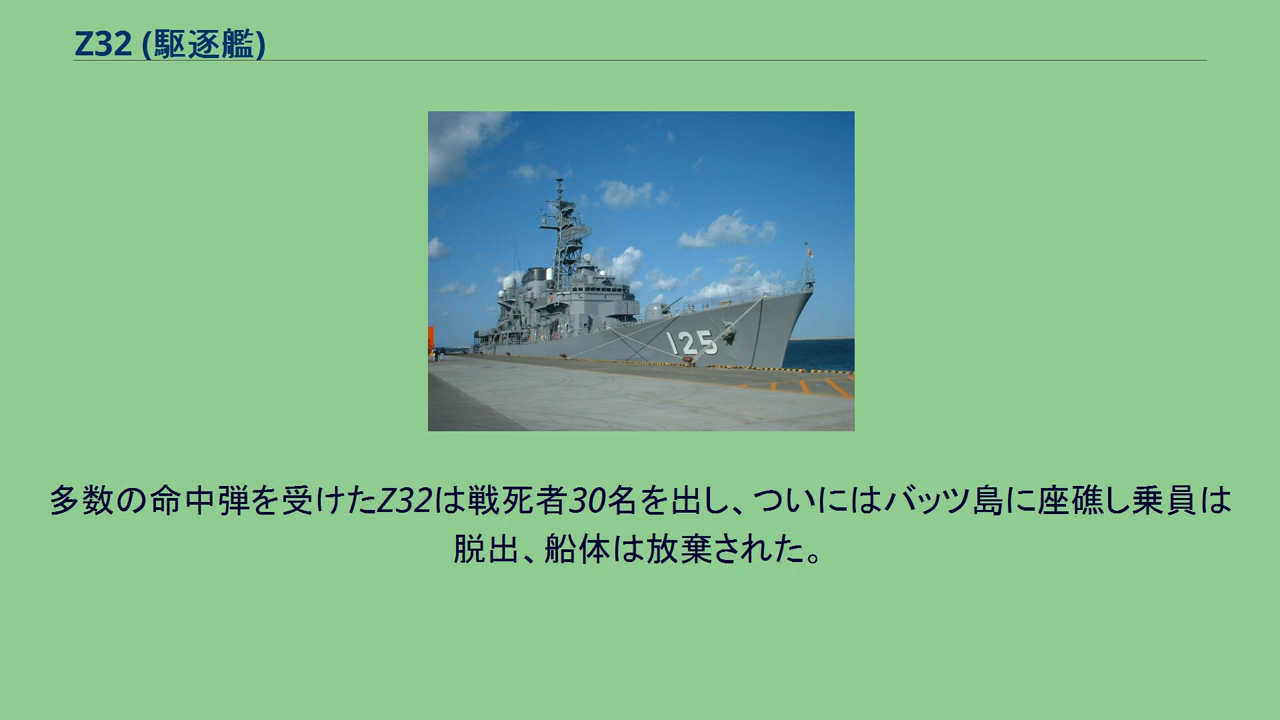 Z32 (駆逐艦)
125
多数の命中弾を受けたZ32は戦死者30名を出し、ついにはバッツ島に座礁し乗員は
脱出、船体は放棄された。